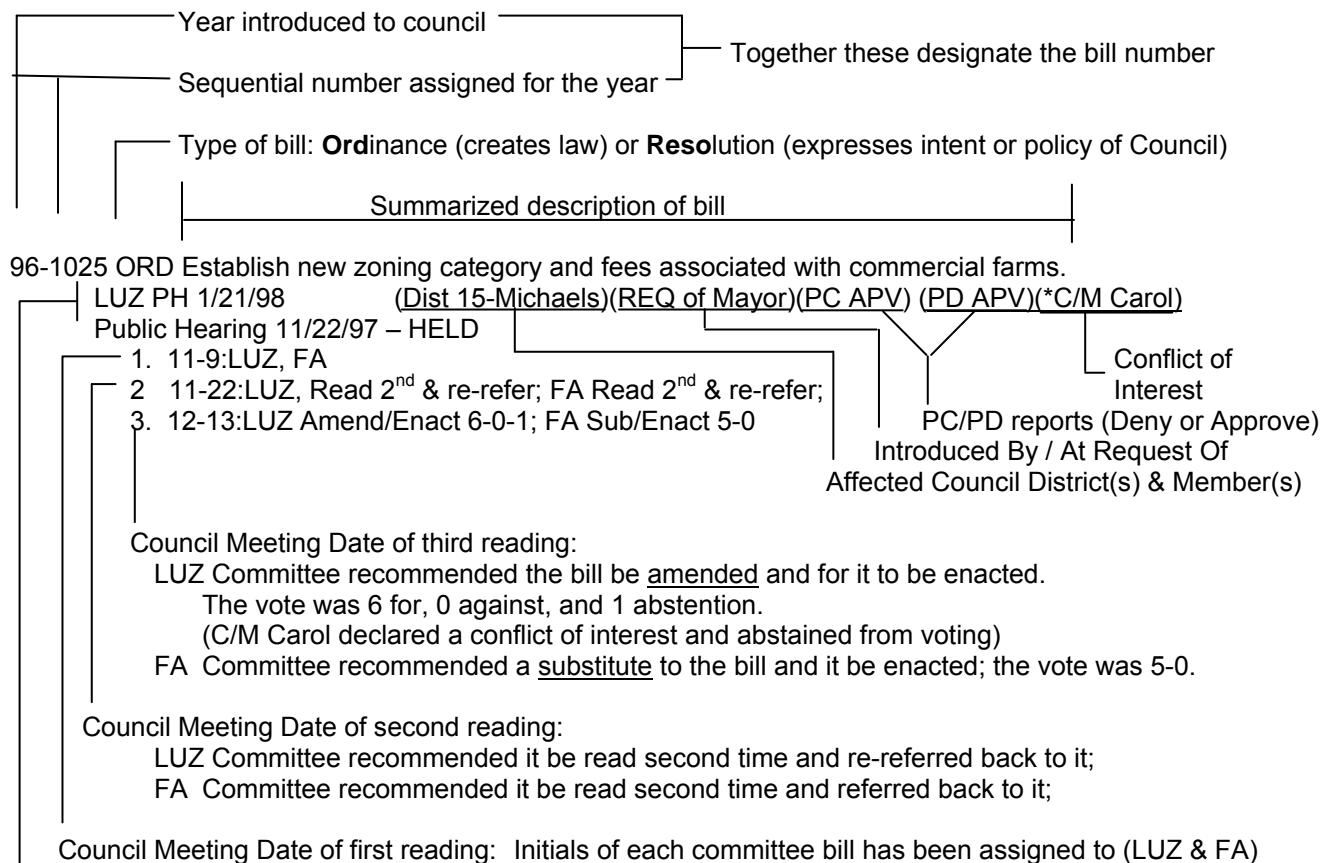 Year introduced to council
Together these designate the bill number
Sequential number assigned for the year
Type of bill: Ordinance (creates law) or Resolution (expresses intent or policy of Council)
Summarized description of bill
96-1025 ORD Establish new zoning category and fees associated with commercial farms.
LUZ PH 1/21/98 (Dist 15-Michaels)(REQ of Mayor)(PC APV) (PD APV)(*C/M Carol)
Public Hearing 11/22/97 – HELD
1. 11-9:LUZ, FA
Conflict of
2 11-22:LUZ, Read 2nd & re-refer; FA Read 2nd & re-refer;
Interest
3. 12-13:LUZ Amend/Enact 6-0-1; FA Sub/Enact 5-0
PC/PD reports (Deny or Approve)
Introduced By / At Request Of
Affected Council District(s) & Member(s)
Council Meeting Date of third reading:
LUZ Committee recommended the bill be amended and for it to be enacted.
The vote was 6 for, 0 against, and 1 abstention.
(C/M Carol declared a conflict of interest and abstained from voting)
FA Committee recommended a substitute to the bill and it be enacted; the vote was 5-0.
Council Meeting Date of second reading:
LUZ Committee recommended it be read second time and re-referred back to it;
FA Committee recommended it be read second time and referred back to it;
Council Meeting Date of first reading: Initials of each committee bill has been assigned to (LUZ & FA)